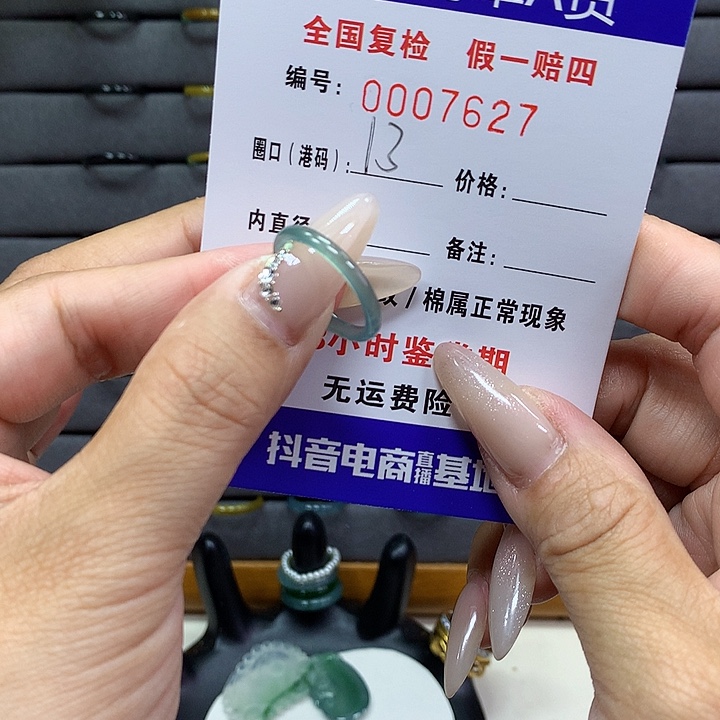 全国复检 假一赔四
编号: 0007627
圈口(港码): 13 价格:
内直径 备注:
/棉属正常现象
小时鉴赏期
无运费险
抖音电商直播基地